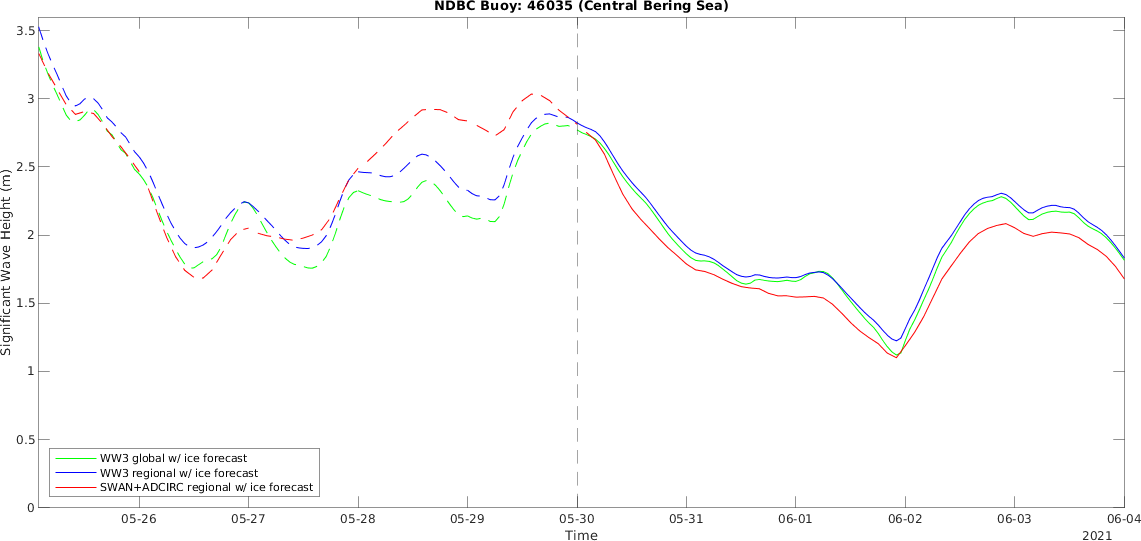 NDBC Buoy: 46035 (Central Bering Sea)
3.5
3
2.5
2
1.5
1
0.5
0
Significant Wave Height (m)
WW3 global w/ ice forecast
WW3 regional w/ ice forecast
SWAN+ADCIRC regional w/ ice forecast
05-26 05-27 05-28 05-29 05-30 05-31 06-01 06-02 06-03 06-04
Time
2021